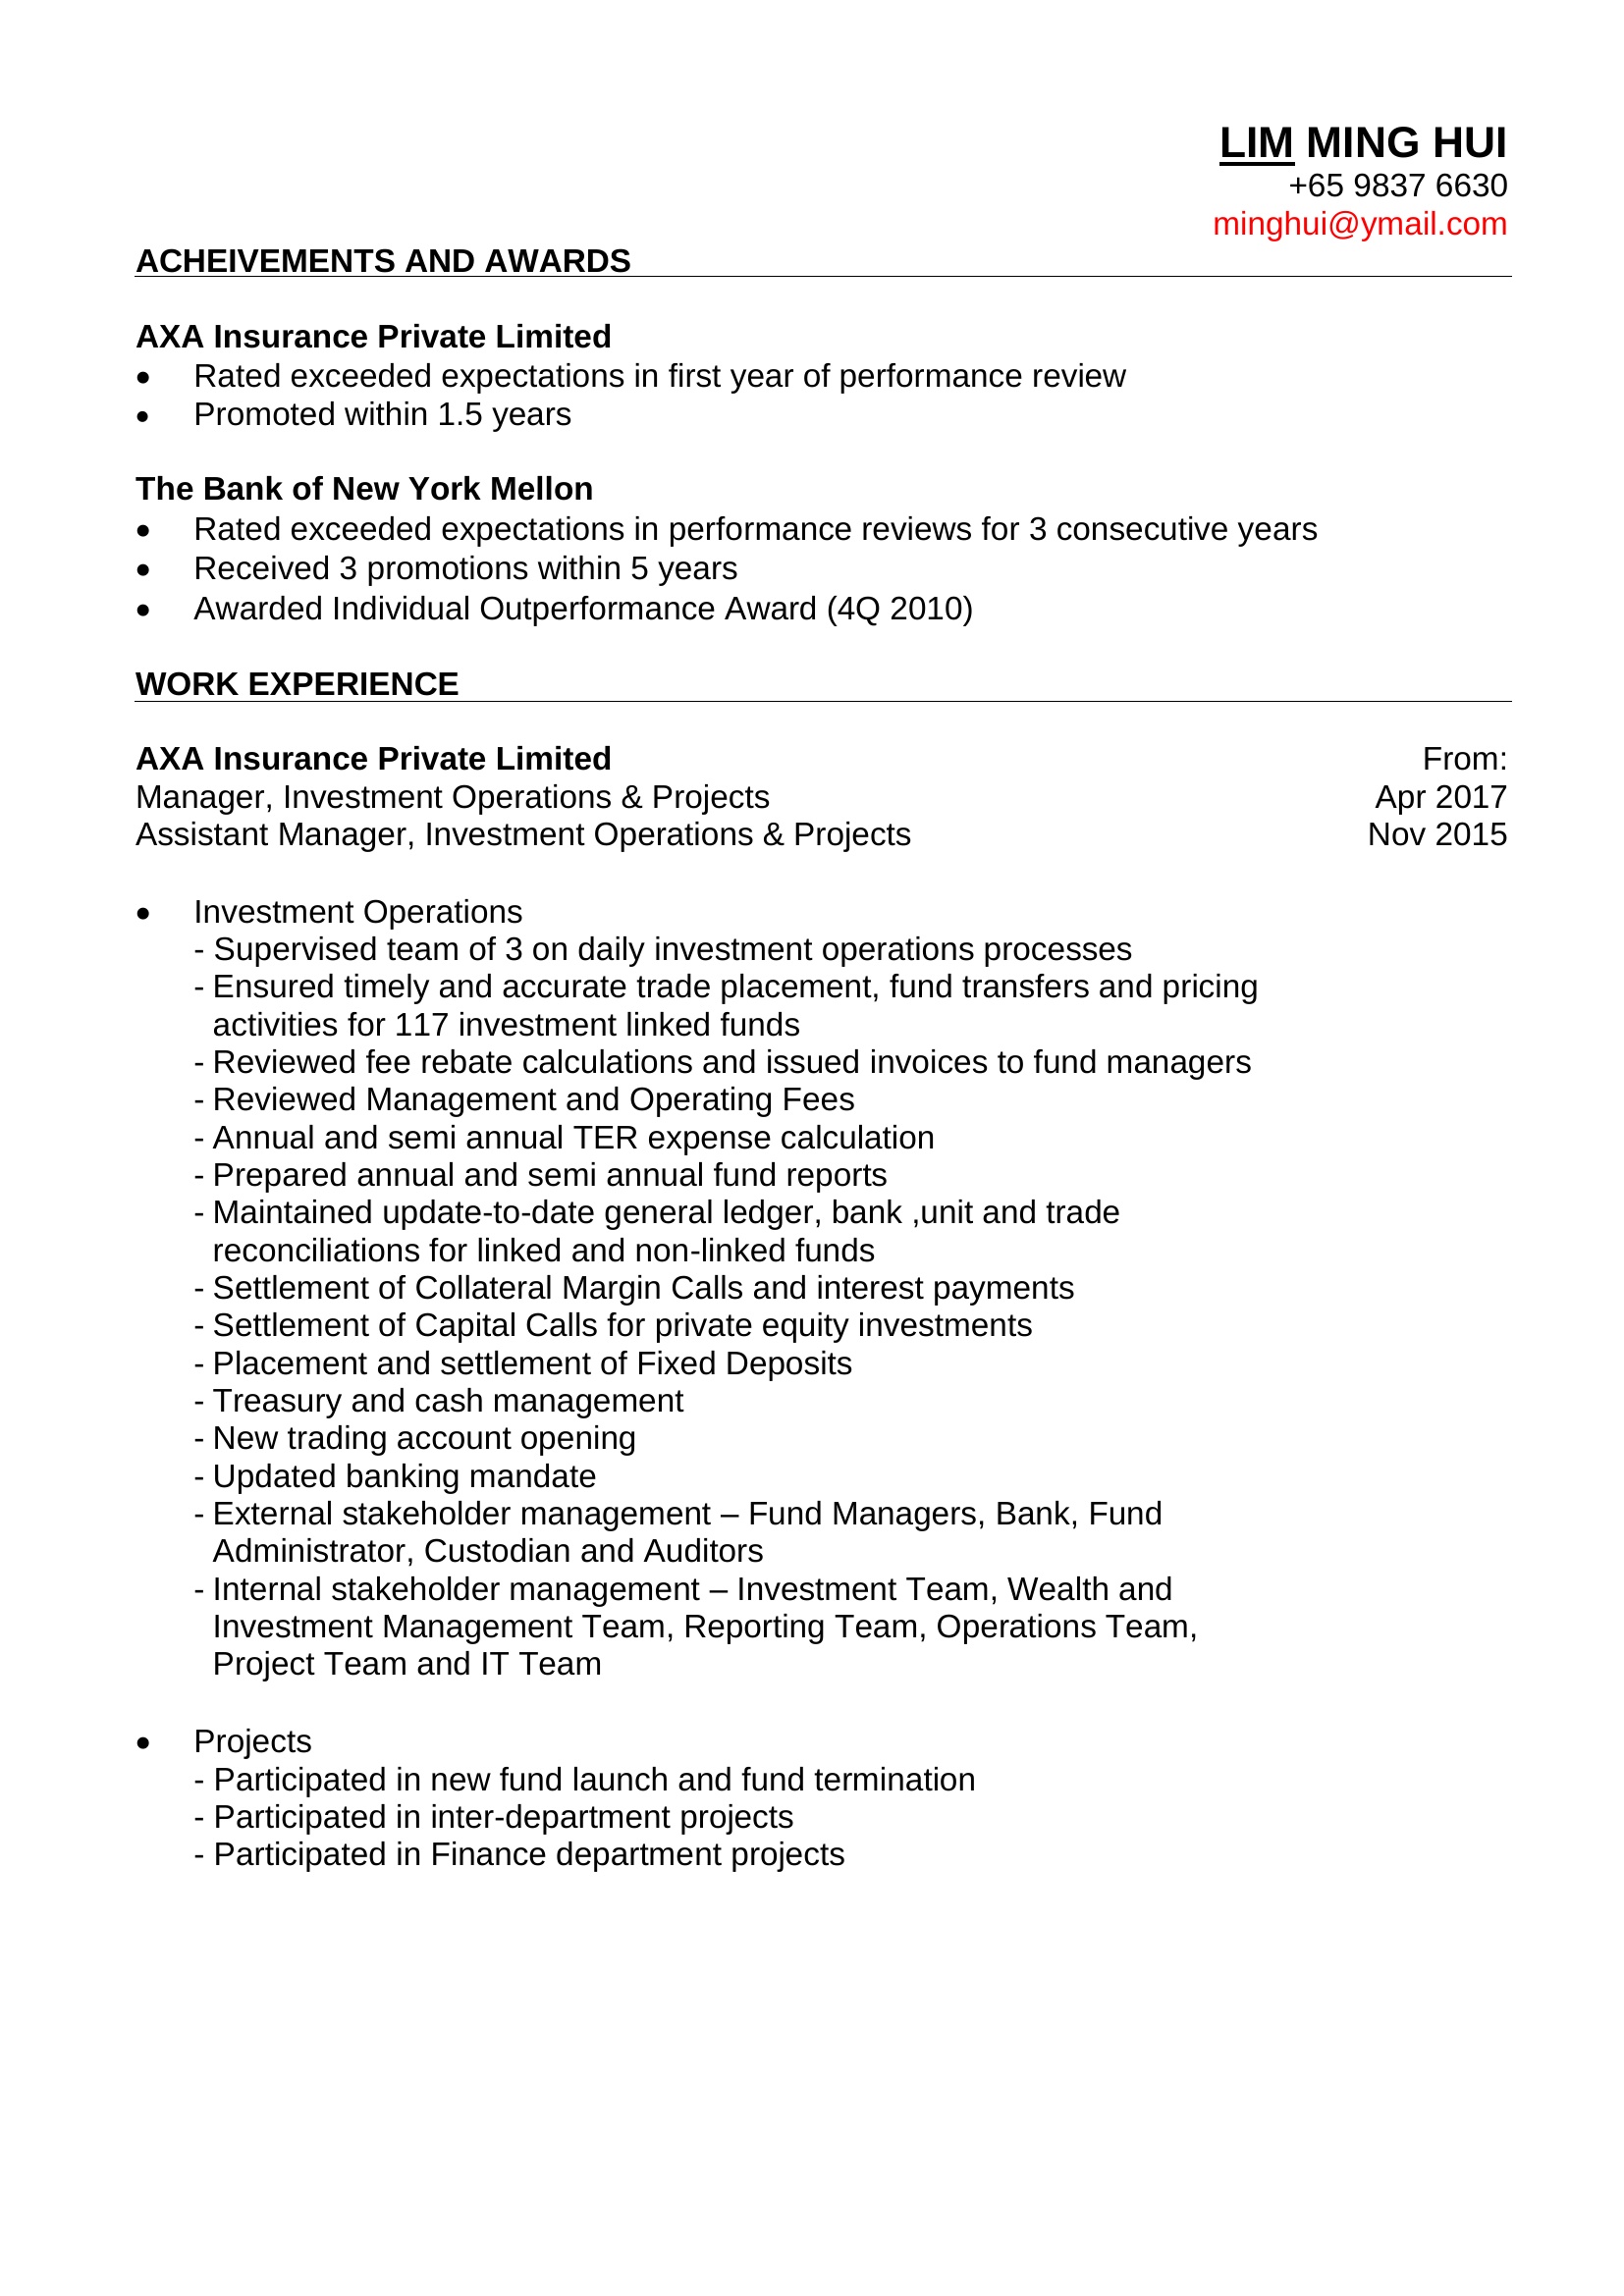 LIM MING HUI
+65 9837 6630
minghui@ymail.com
ACHEIVEMENTS AND AWARDS
AXA Insurance Private Limited
• Rated exceeded expectations in first year of performance review
• Promoted within 1.5 years
The Bank of New York Mellon
• Rated exceeded expectations in performance reviews for 3 consecutive years
• Received 3 promotions within 5 years
• Awarded Individual Outperformance Award (4Q 2010)
WORK EXPERIENCE
AXA Insurance Private Limited From:
Manager, Investment Operations & Projects Apr 2017
Assistant Manager, Investment Operations & Projects Nov 2015
• Investment Operations
- Supervised team of 3 on daily investment operations processes
- Ensured timely and accurate trade placement, fund transfers and pricing
activities for 117 investment linked funds
- Reviewed fee rebate calculations and issued invoices to fund managers
- Reviewed Management and Operating Fees
- Annual and semi annual TER expense calculation
- Prepared annual and semi annual fund reports
- Maintained update-to-date general ledger, bank ,unit and trade
reconciliations for linked and non-linked funds
- Settlement of Collateral Margin Calls and interest payments
- Settlement of Capital Calls for private equity investments
- Placement and settlement of Fixed Deposits
- Treasury and cash management
- New trading account opening
- Updated banking mandate
- External stakeholder management – Fund Managers, Bank, Fund
Administrator, Custodian and Auditors
- Internal stakeholder management – Investment Team, Wealth and
Investment Management Team, Reporting Team, Operations Team,
Project Team and IT Team
• Projects
- Participated in new fund launch and fund termination
- Participated in inter-department projects
- Participated in Finance department projects